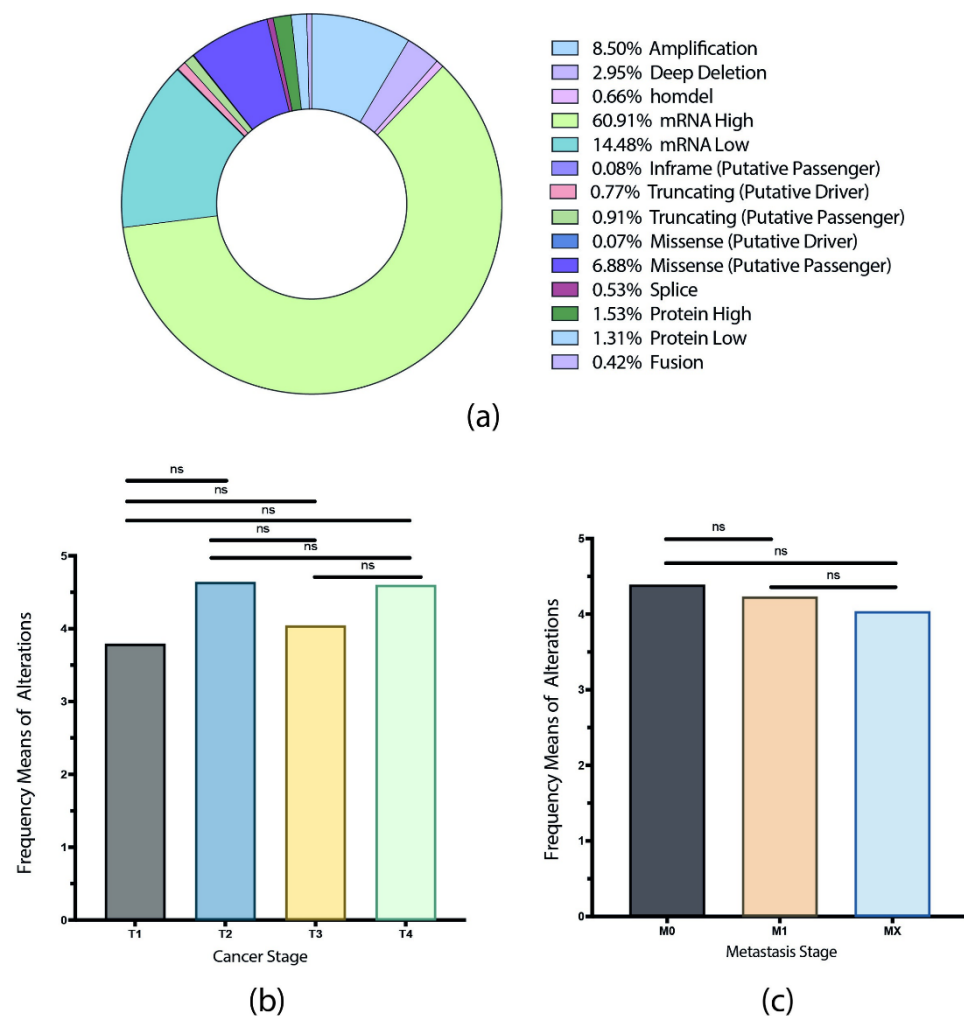 8.50% Amplification
2.95% Deep Deletion
0.66% homdel
60.91% mRNA High
14.48% mRNA Low
0.08% Inframe (Putative Passenger)
0.77% Truncating (Putative Driver)
0.91% Truncating (Putative Passenger)
0.07% Missense (Putative Driver)
6.88% Missense (Putative Passenger)
0.53% Splice
1.53% Protein High
1.31% Protein Low
0.42% Fusion
(a)
ns
ns
ns
ns
ns
ns
5
4
3
2
1
0
Frequency Means of Alterations
T1 T2 T3 T4
Cancer Stage
(b)
ns
ns
ns
5
4
3
2
1
0
Frequency Means of Alterations
M0 M1 MX
Metastasis Stage
(c)